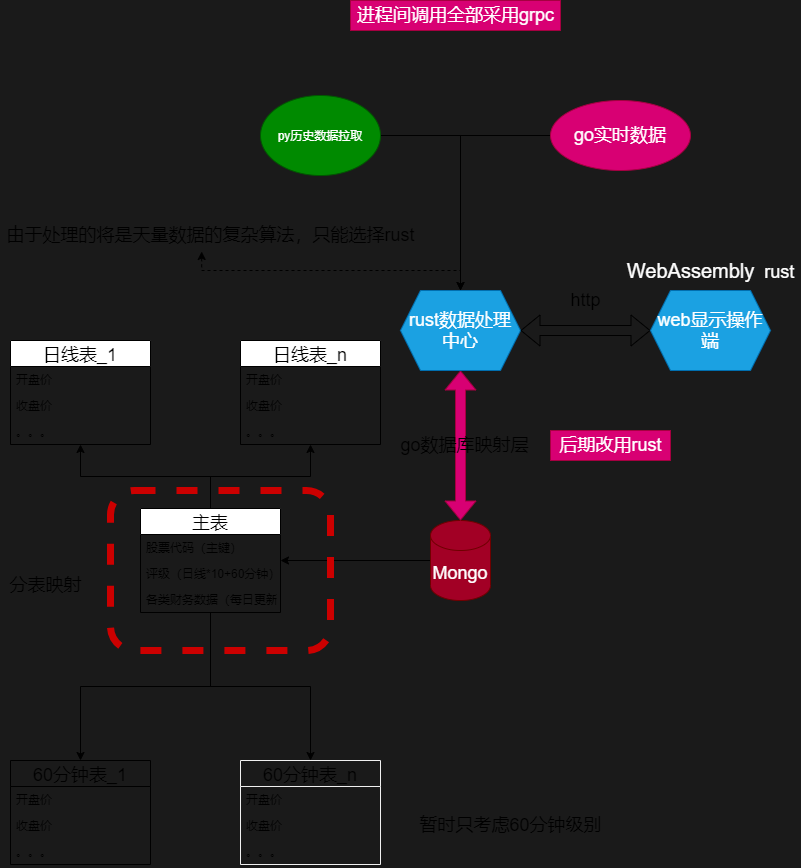 进程间调用全部采用grpc
py历史数据拉取
go实时数据
由于处理的将是天量数据的复杂算法，只能选择rust
WebAssembly rust
http
rust数据处理
中心
web显示操作
端
日线表_1
开盘价
收盘价
。。。
日线表_n
开盘价
收盘价
。。。
go数据库映射层
后期改用rust
主表
股票代码（主键）
评级（日线*10+60分钟）
各类财务数据（每日更新
分表映射
Mongo
60分钟表_1
开盘价
收盘价
。。。
60分钟表_n
开盘价
收盘价
。。。
暂时只考虑60分钟级别